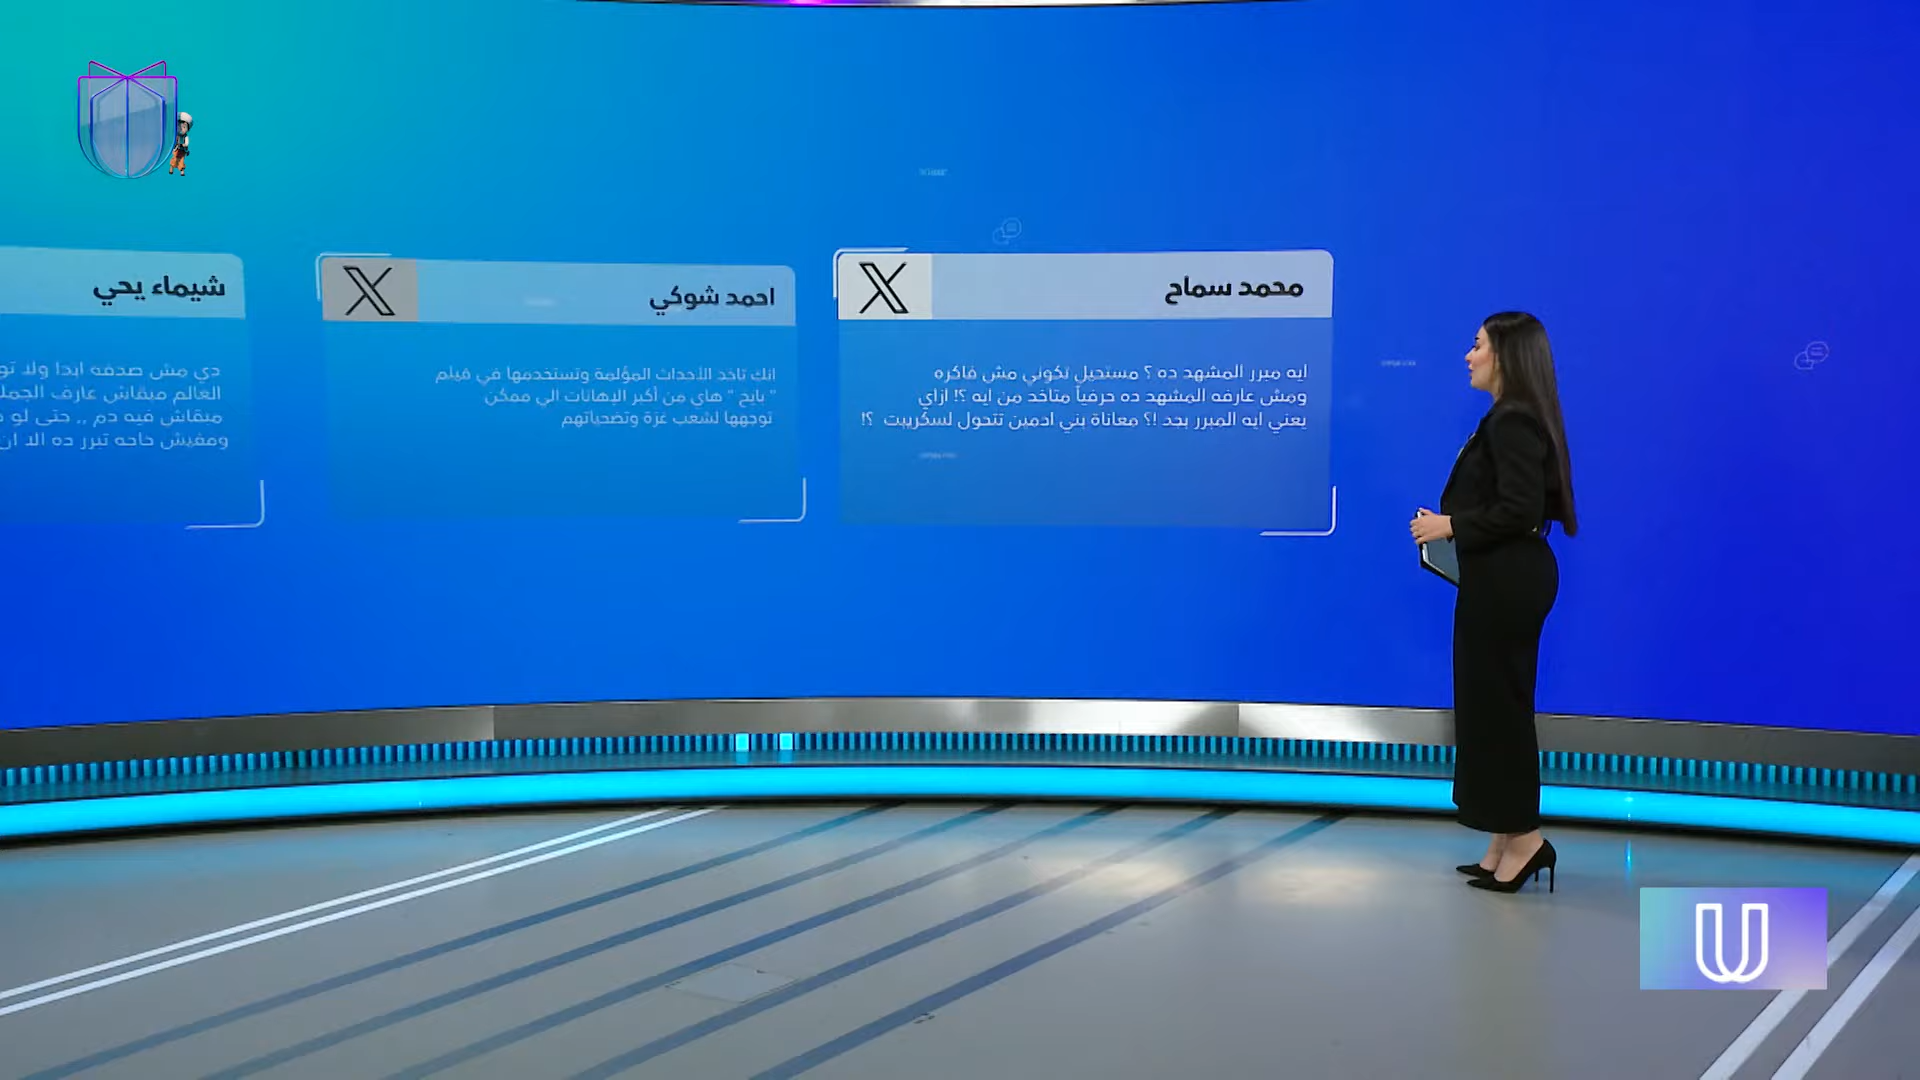 محمد سماح
ايه مبرر المشهد ده ؟ مستحيل تكوني مش فاكره
ومش عارفه المشهد ده حرفياً متاخد من ايه ؟! ازاي
يعني ايه المبرر بجد !؟ معاناة بني ادمين تتحول لسكريبت ؟!
احمد شوكي
انك تاخد الأحداث المؤلمة وتستخدمها في فيلم
" بايخ " هاي من أكبر الإهانات الي ممكن
توجهها لشعب غزة وتضحياتهم
شيماء يحي
دي مش صدفه ابدا ولا
العالم مبقاش عارف
مبقاش فيه دم ,, حتى لو
ومفيش حاجه تبرر ده الا ان